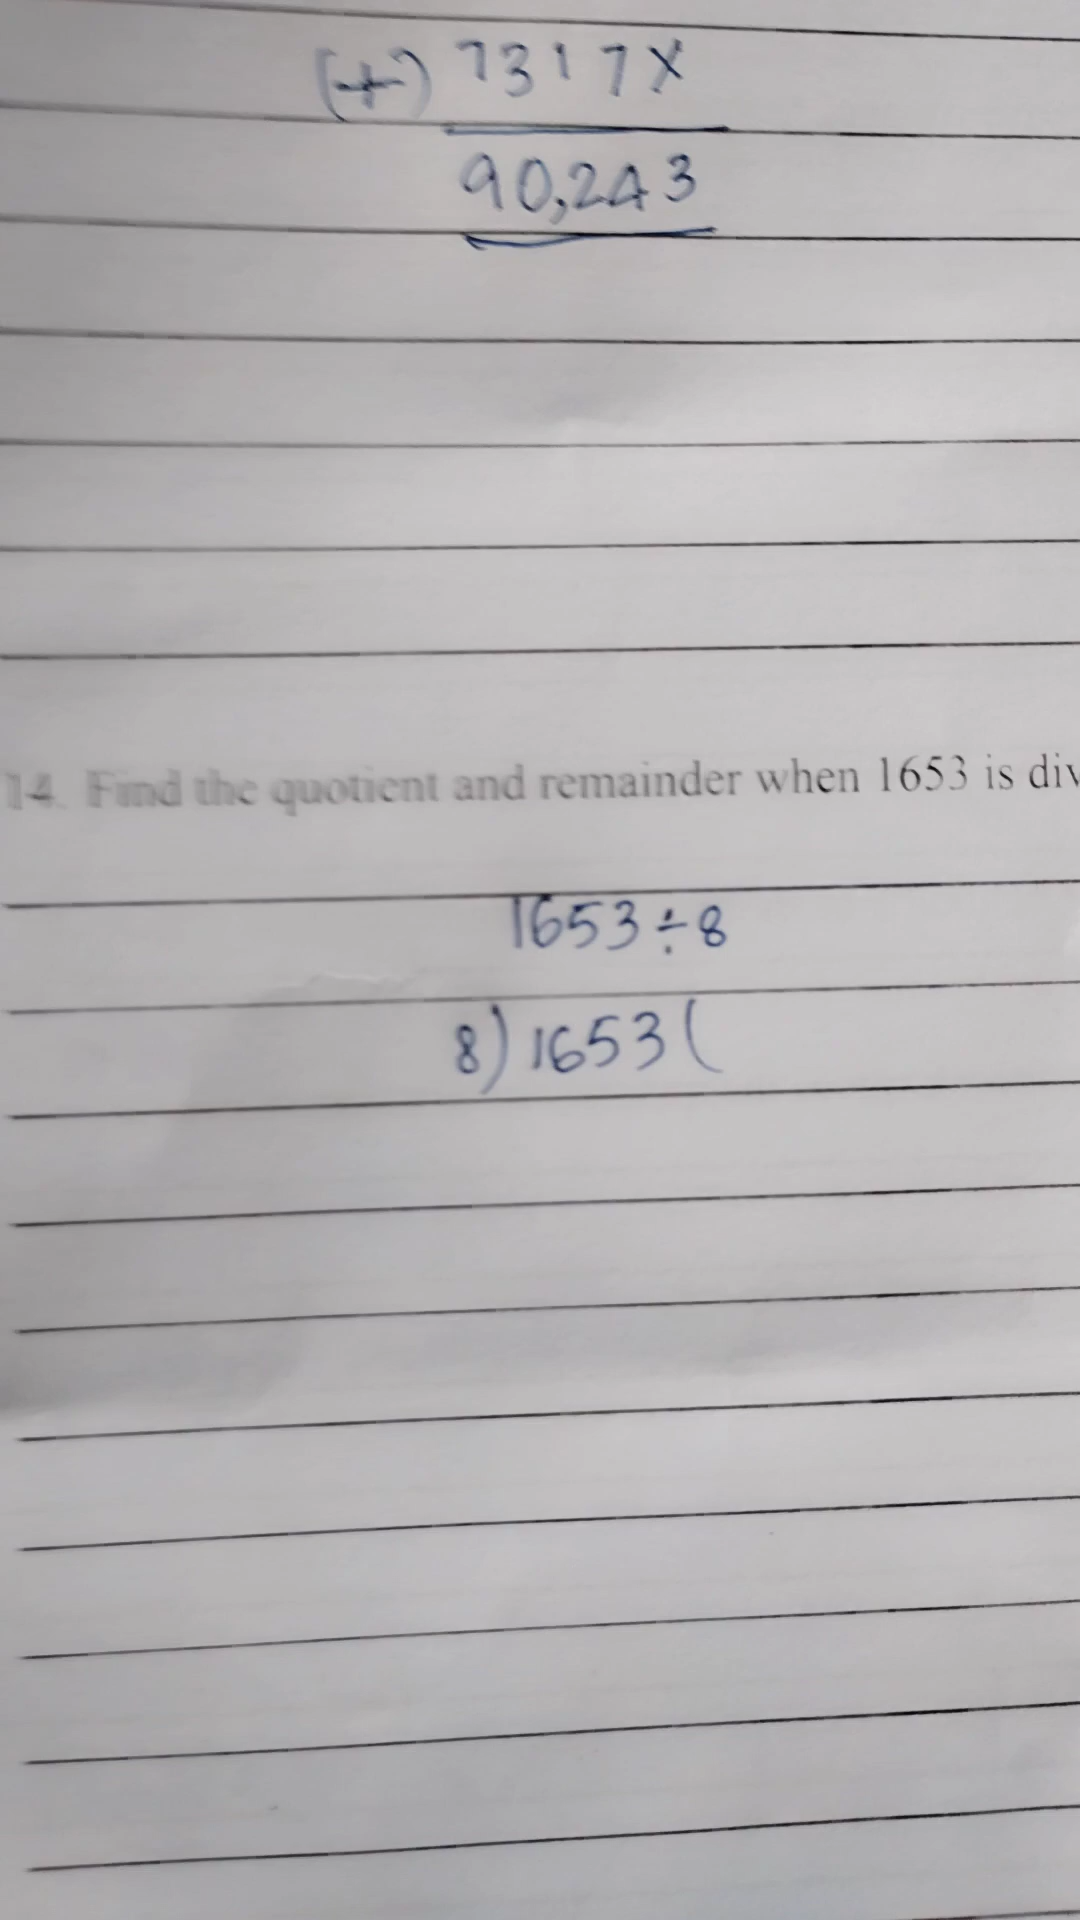 (+) 7317X
90,243
14. Find the quotient and remainder when 1653 is div
1653÷8
8)1653(